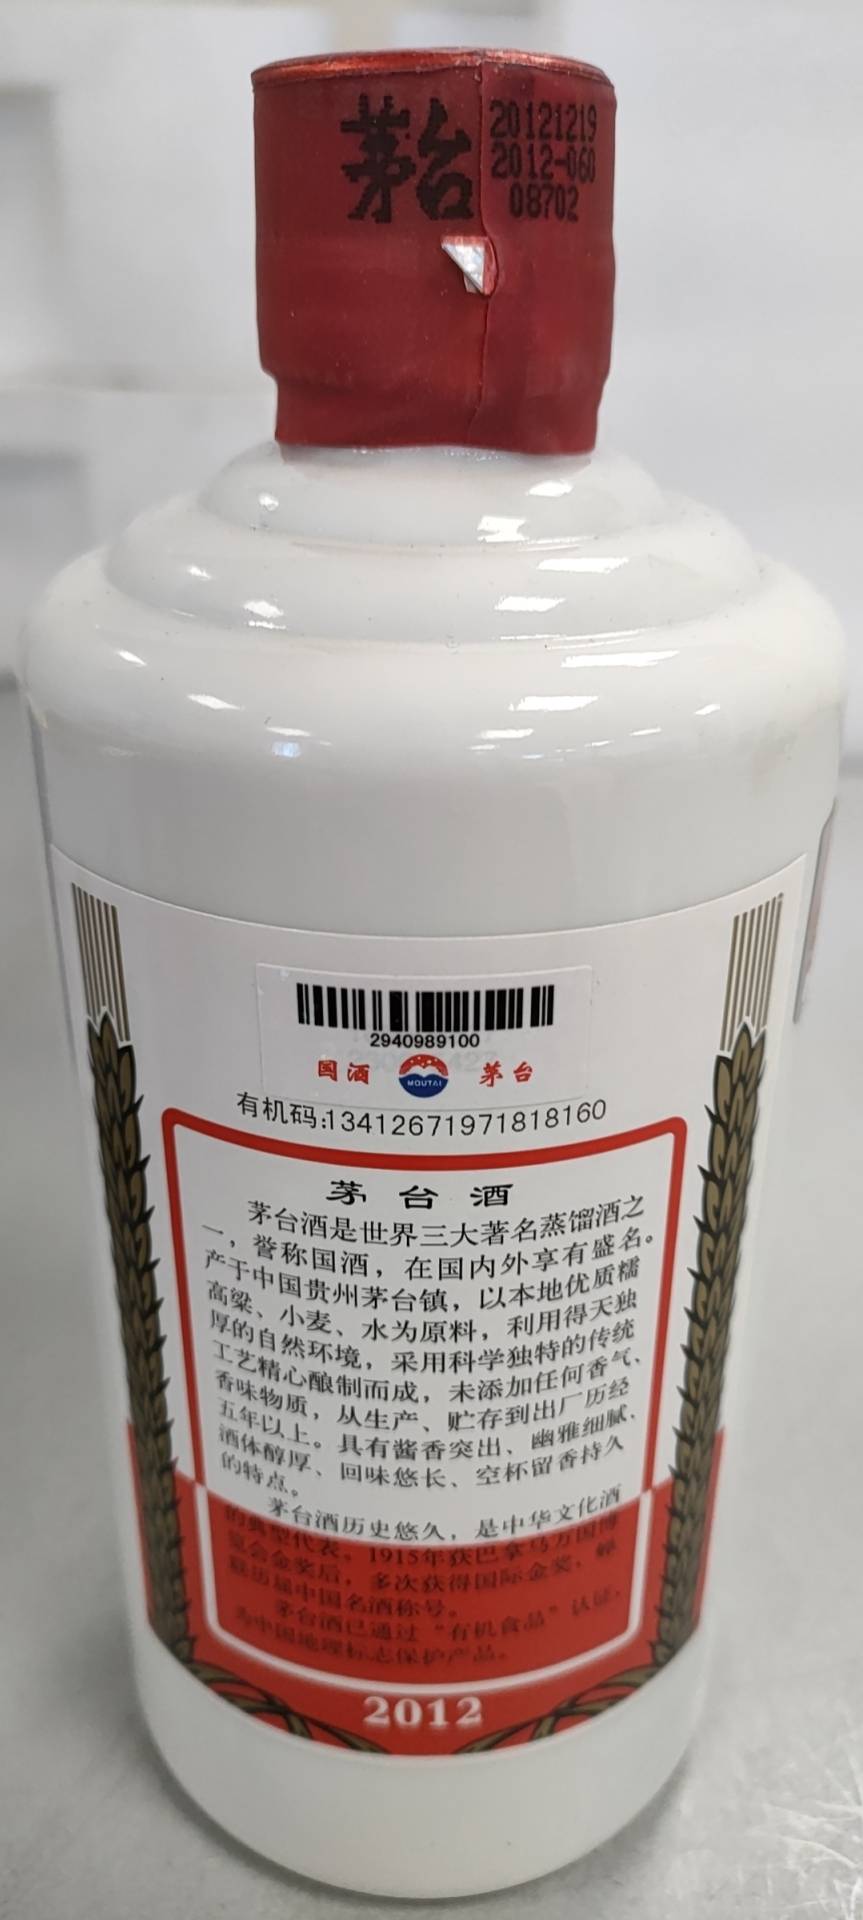 茅台
20121219
2012-060
08702
2940989100
国酒
MOUTAI
茅台
有机码:134126719718181​60
茅台酒
茅台酒是世界三大著名蒸馏酒之
一，誉称国酒，在国内外享有盛名。
产于中国贵州茅台镇，以本地优质糯
高粱、小麦、水为原料，利用得天独
厚的自然环境，采用科学独特的传统
工艺精心酿制而成，未添加任何香气、
香味物质，从生产、贮存到出厂历经
五年以上。具有酱香突出、幽雅细腻、
酒体醇厚、回味悠长、空杯留香持久
的特点。
茅台酒历史悠久，是中华文化酒
的典型代表。1915年获巴拿马万国博
览会金奖后，多次获得国际金奖，蝉
联历届中国名酒称号。
茅台酒已通过“有机食品”认证，
为中国地理标志保护产品。
2012